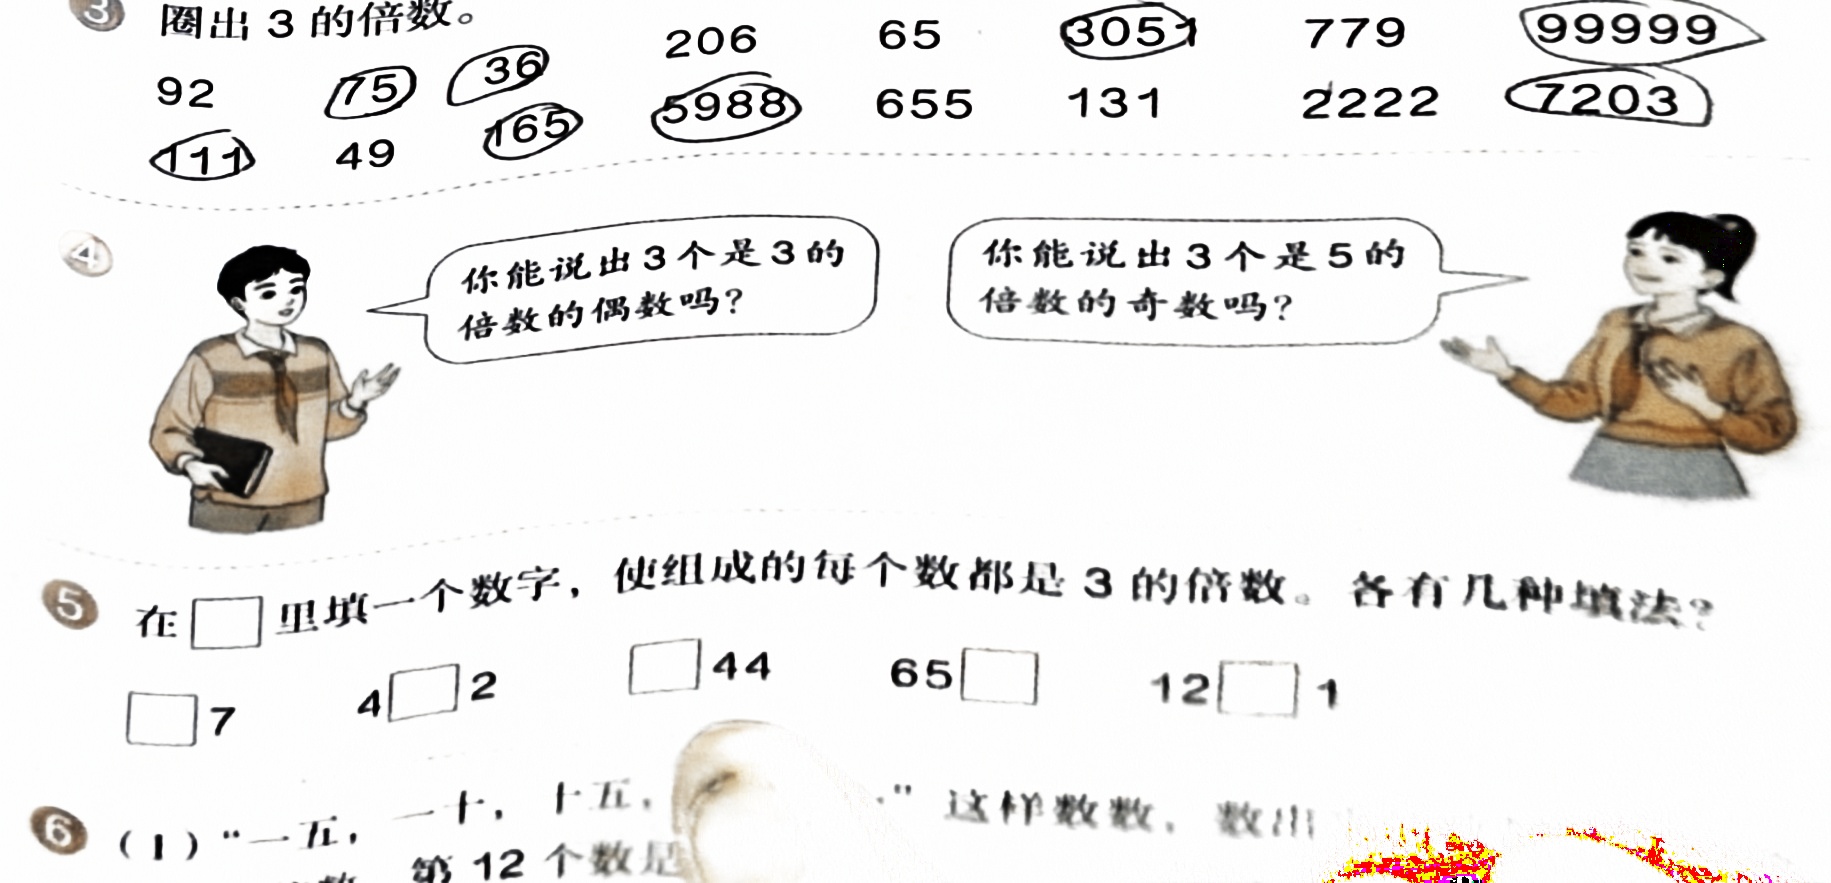 3 圈出 3 的倍数。
92 75 36 206 65 3051 779 99999
111 49 165 5988 655 131 2222 7203
4
你能说出3个是3的
倍数的偶数吗?
你能说出3个是5的
倍数的奇数吗?
5 在□里填一个数字,使组成的每个数都是 3 的倍数。各有几种填法?
□7 4□2 □44 65□ 12□1
6 (1)“一五,一十,十五, ”这样数数,数出
第 12 个数是